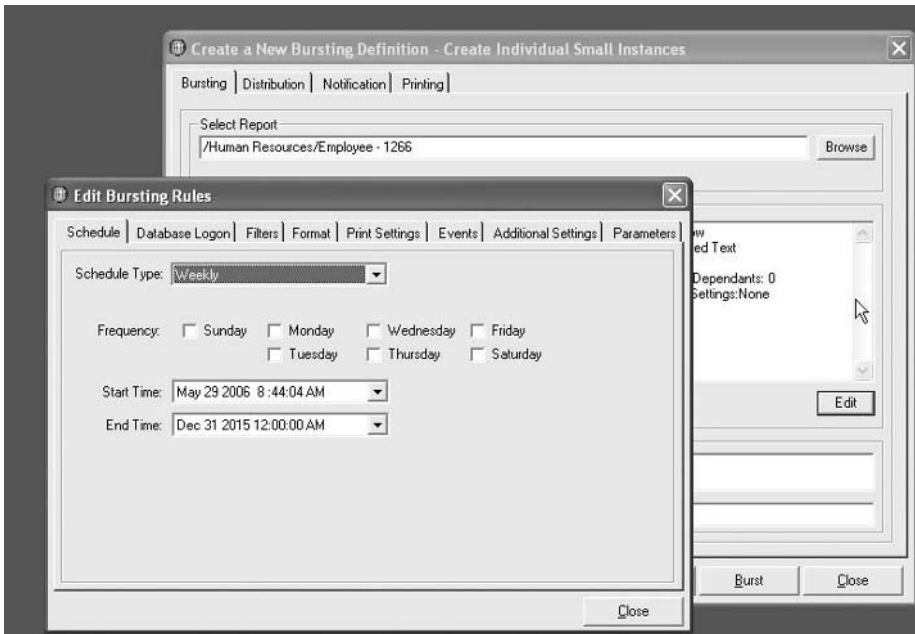 Create a New Bursting Definition - Create Individual Small Instances
Bursting Distribution Notification Printing
Select Report
/Human Resources/Employee - 1266
Browse
Edit Bursting Rules
Schedule Database Logon Filters Format Print Settings Events Additional Settings Parameters
Schedule Type: Weekly
Frequency: Sunday Monday Wednesday Friday
Tuesday Thursday Saturday
Start Time: May 29 2006 8:44:04 AM
End Time: Dec 31 2015 12:00:00 AM
Close
ed Text
Dependants: 0
Settings:None
Edit
Burst Close